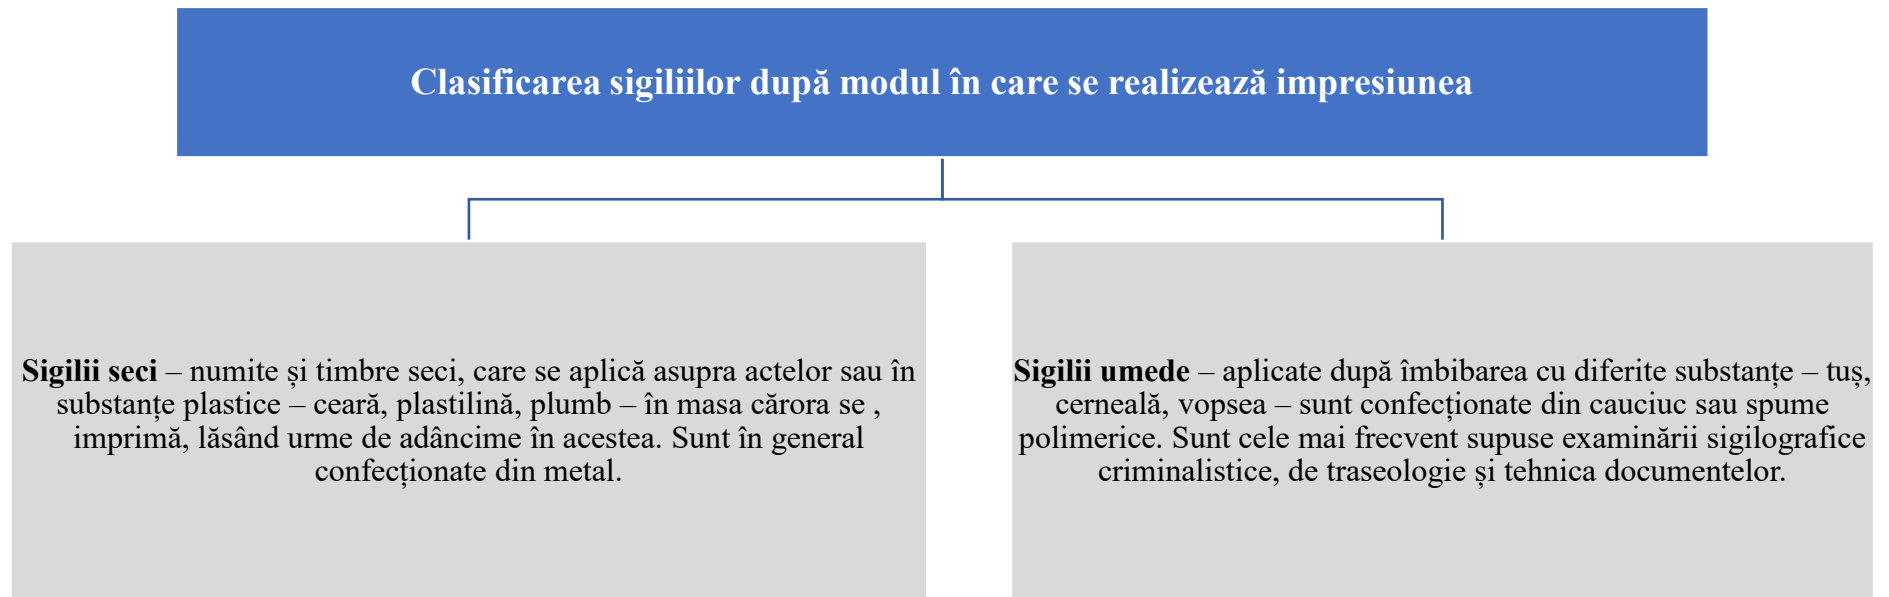 Clasificarea sigiliilor după modul în care se realizează impresiunea
Sigilii seci – numite și timbre seci, care se aplică asupra actelor sau în
substanțe plastice – ceară, plastilină, plumb – în masa cărora se ,
imprimă, lăsând urme de adâncime în acestea. Sunt în general
confecționate din metal.
Sigilii umede – aplicate după îmbibarea cu diferite substanțe – tuș,
cerneală, vopsea – sunt confecționate din cauciuc sau spume
polimerice. Sunt cele mai frecvent supuse examinării sigilografice
criminalistice, de traseologie și tehnica documentelor.